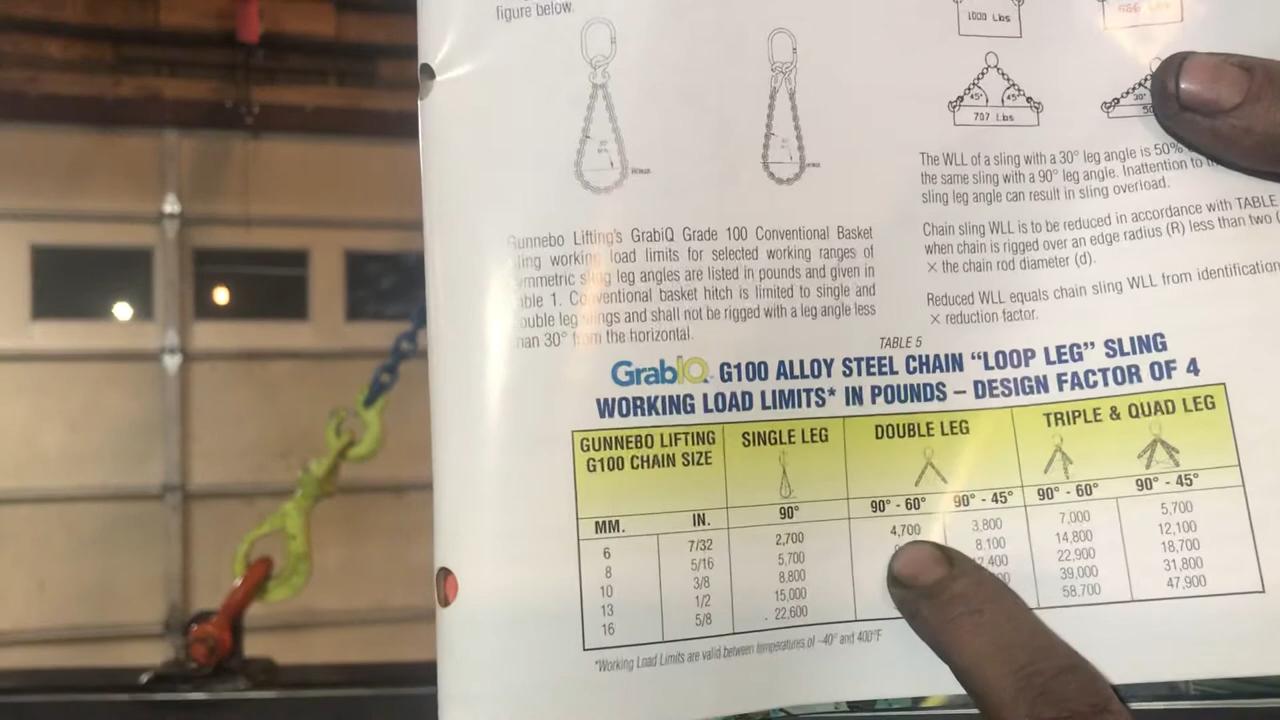 figure below.
Gunnebo Lifting's GrabiQ Grade 100 Conventional Basket
working load limits for selected working ranges of
leg angles are listed in pounds and given in
1. Conventional basket hitch is limited to single and
leg and shall not be rigged with a leg angle less
30° from the horizontal.
1000 Lbs
45° 45°
707 Lbs
30°
The WLL of a sling with a 30° leg angle is 50%
the same sling with a 90° leg angle. Inattention to
sling leg angle can result in sling overload.
Chain sling WLL is to be reduced in accordance with TABLE
when chain is rigged over an edge radius (R) less than two
× the chain rod diameter (d).
Reduced WLL equals chain sling WLL from identification
× reduction factor.
TABLE 5
GrabiQ G100 ALLOY STEEL CHAIN “LOOP LEG” SLING
WORKING LOAD LIMITS* IN POUNDS – DESIGN FACTOR OF 4
GUNNEBO LIFTING SINGLE LEG DOUBLE LEG TRIPLE & QUAD LEG
G100 CHAIN SIZE
MM. IN. 90° 90° - 60° 90° - 45° 90° - 60° 90° - 45°
6 7/32 2,700 4,700 3,800 7,000 5,700
8 5/16 5,700 8,100 14,800 12,100
10 3/8 8,800 22,900 18,700
13 1/2 15,000 39,000 31,800
16 5/8 22,600 58,700 47,900
*Working Load Limits are valid between temperatures of -40° and 400°F